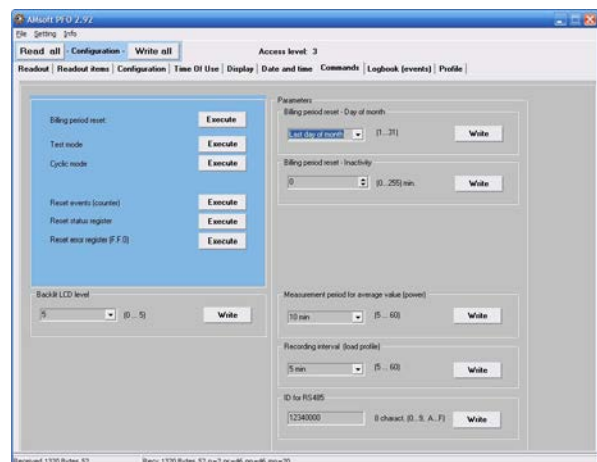 AMsoft PFO 2.92
File Setting Info
Read all - Configuration - Write all Access level: 3
Readout Readout items Configuration Time Of Use Display Date and time Commands Logbook (events) Profile
Parameters
Billing period reset - Day of month
Billing period reset Execute
Last day of month (1...31) Write
Test mode Execute
Cyclic mode Execute
Billing period reset - Inactivity
0 (0..255) min. Write
Reset events (counter) Execute
Reset status register Execute
Reset error register (F.F.0) Execute
Backlit LCD level
5 (0 ... 5) Write
Measurement period for average value (power)
10 min (5 ... 60) Write
Recording interval (load profile)
5 min (5 ... 60) Write
ID for RS485
12340000 8 charact. (0..9, A..F) Write
Received 1320 Bytes, 52